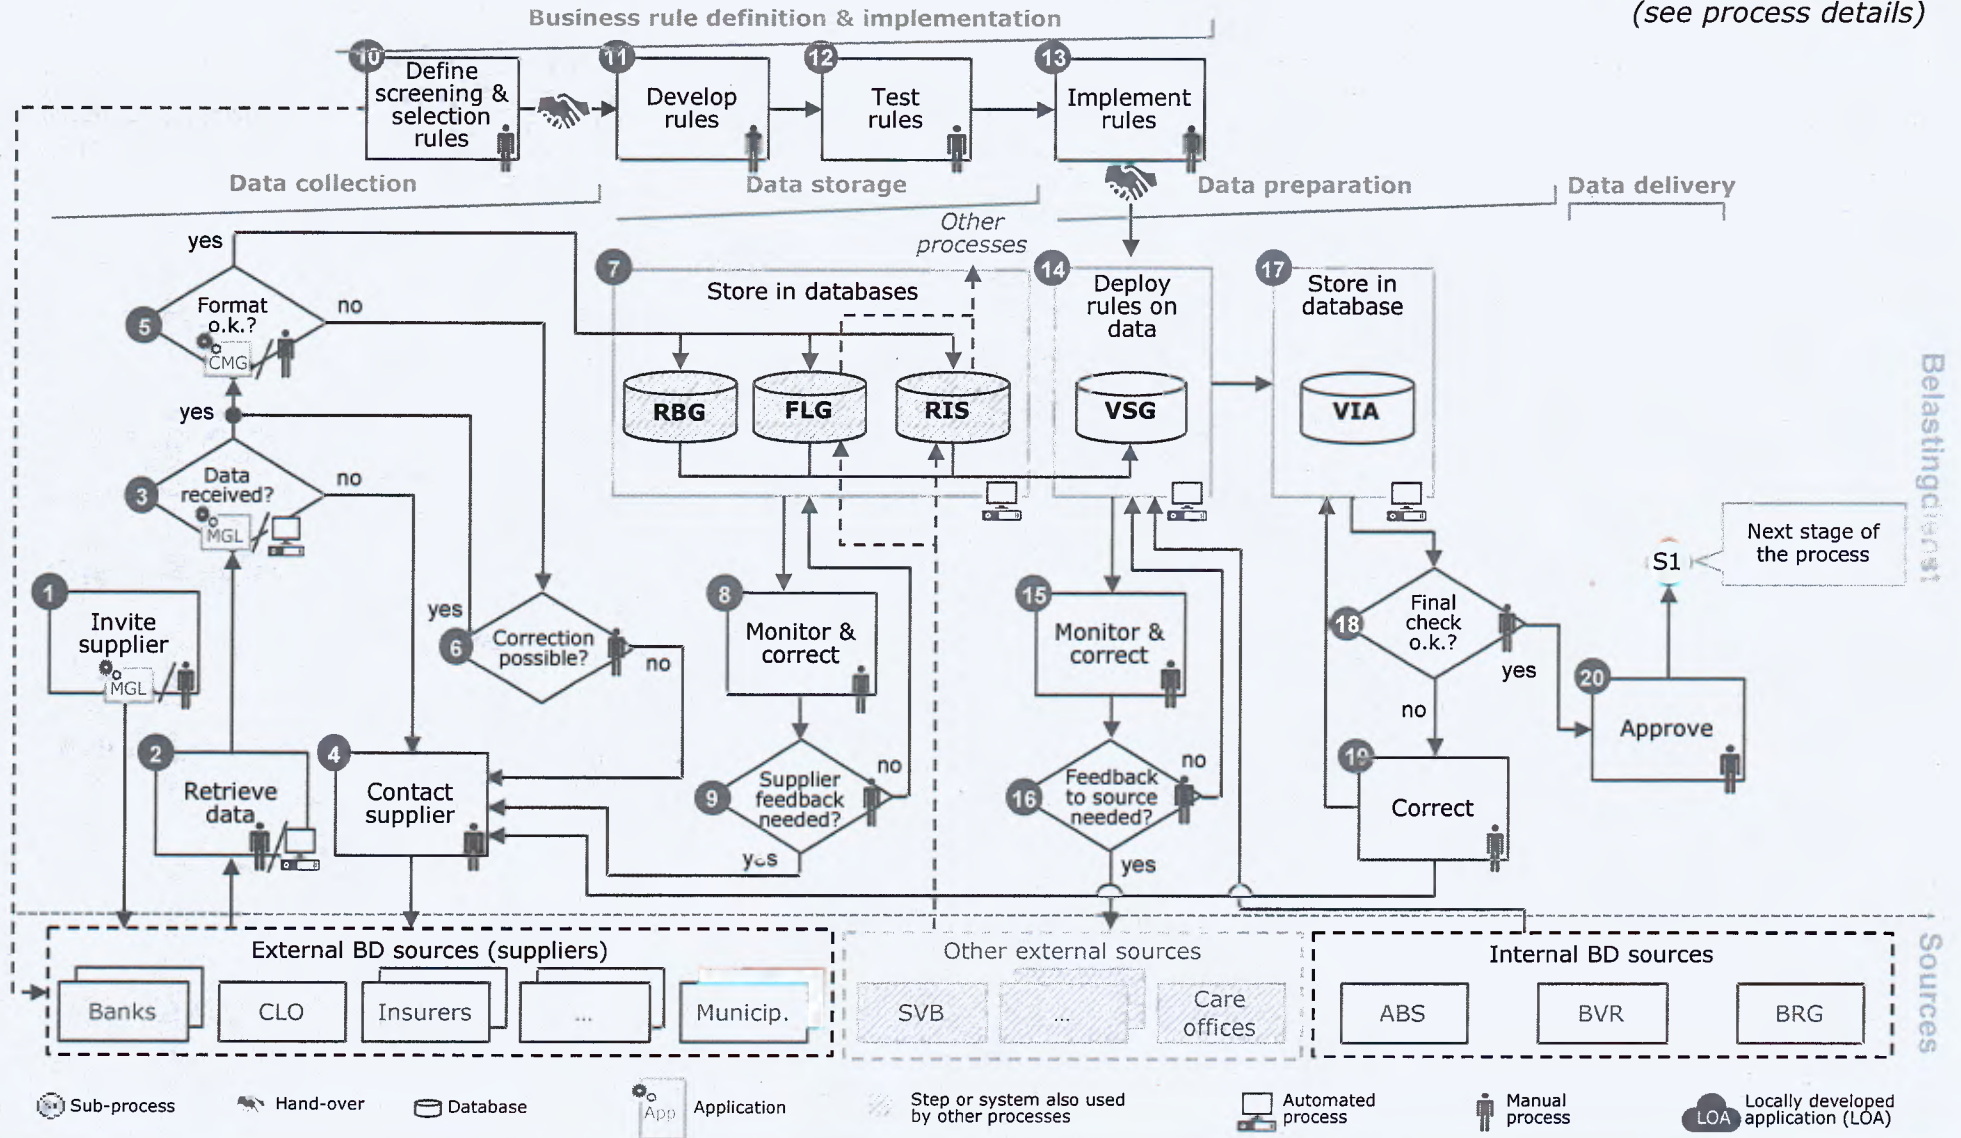 (see process details)
Business rule definition & implementation
10
Define
screening &
selection
rules
11
Develop
rules
12
Test
rules
13
Implement
rules
Data collection
Data storage
Data preparation
Data delivery
yes
5
Format
o.k.?
CMG
no
yes
3
Data
received?
MGL
no
1
Invite
supplier
MGL
2
Retrieve
data
4
Contact
supplier
yes
6
Correction
possible?
no
Other
processes
7
Store in databases
RBG
FLG
RIS
8
Monitor &
correct
9
Supplier
feedback
needed?
no
yes
14
Deploy
rules on
data
VSG
15
Monitor &
correct
16
Feedback
to source
needed?
no
yes
17
Store in
database
VIA
18
Final
check
o.k.?
yes
no
19
Correct
20
Approve
S1
Next stage of
the process
Belastingdienst
Sources
External BD sources (suppliers)
Banks
CLO
Insurers
...
Municip.
Other external sources
SVB
...
Care
offices
Internal BD sources
ABS
BVR
BRG
Sub-process
Hand-over
Database
App
Application
Step or system also used
by other processes
Automated
process
Manual
process
LOA
Locally developed
application (LOA)